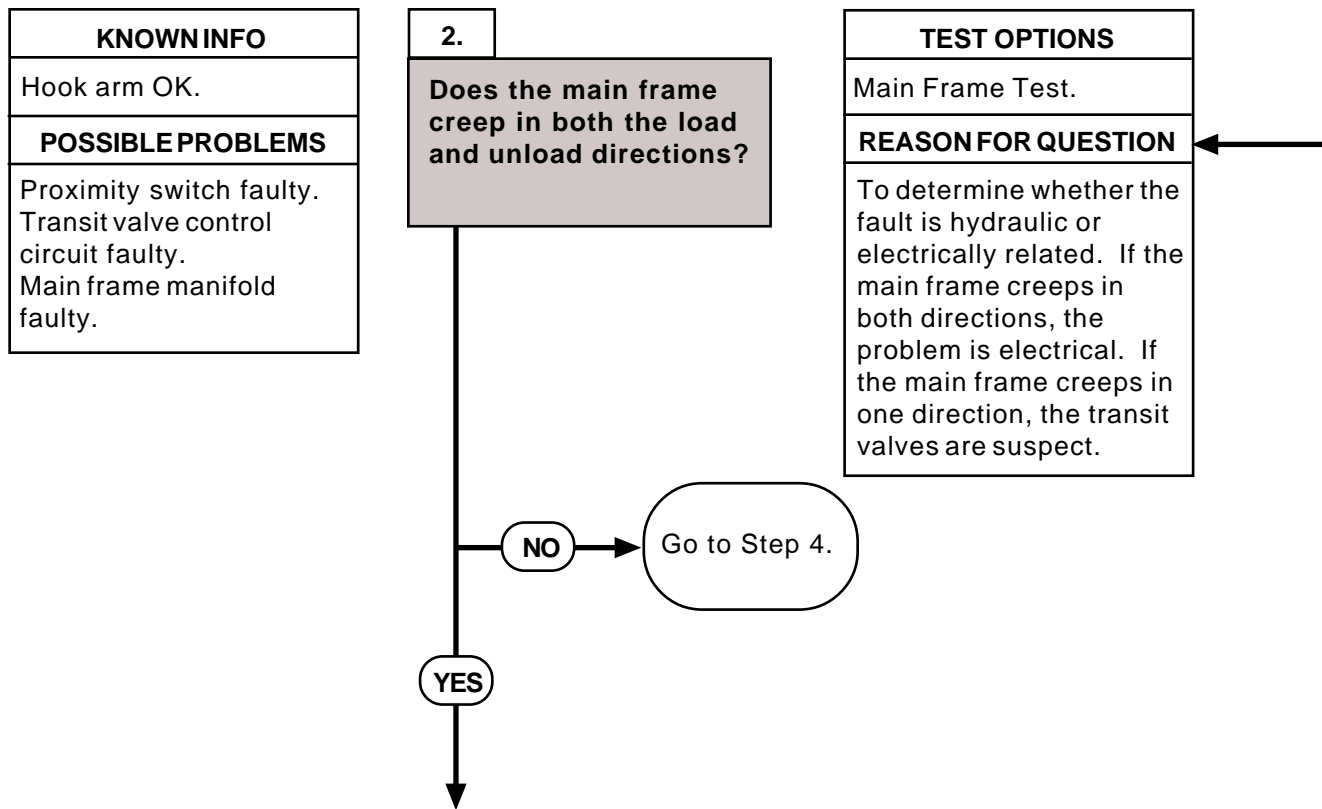 KNOWN INFO
Hook arm OK.
POSSIBLE PROBLEMS
Proximity switch faulty.
Transit valve control
circuit faulty.
Main frame manifold
faulty.
2.
Does the main frame
creep in both the load
and unload directions?
TEST OPTIONS
Main Frame Test.
REASON FOR QUESTION
To determine whether the
fault is hydraulic or
electrically related. If the
main frame creeps in
both directions, the
problem is electrical. If
the main frame creeps in
one direction, the transit
valves are suspect.
NO
Go to Step 4.
YES